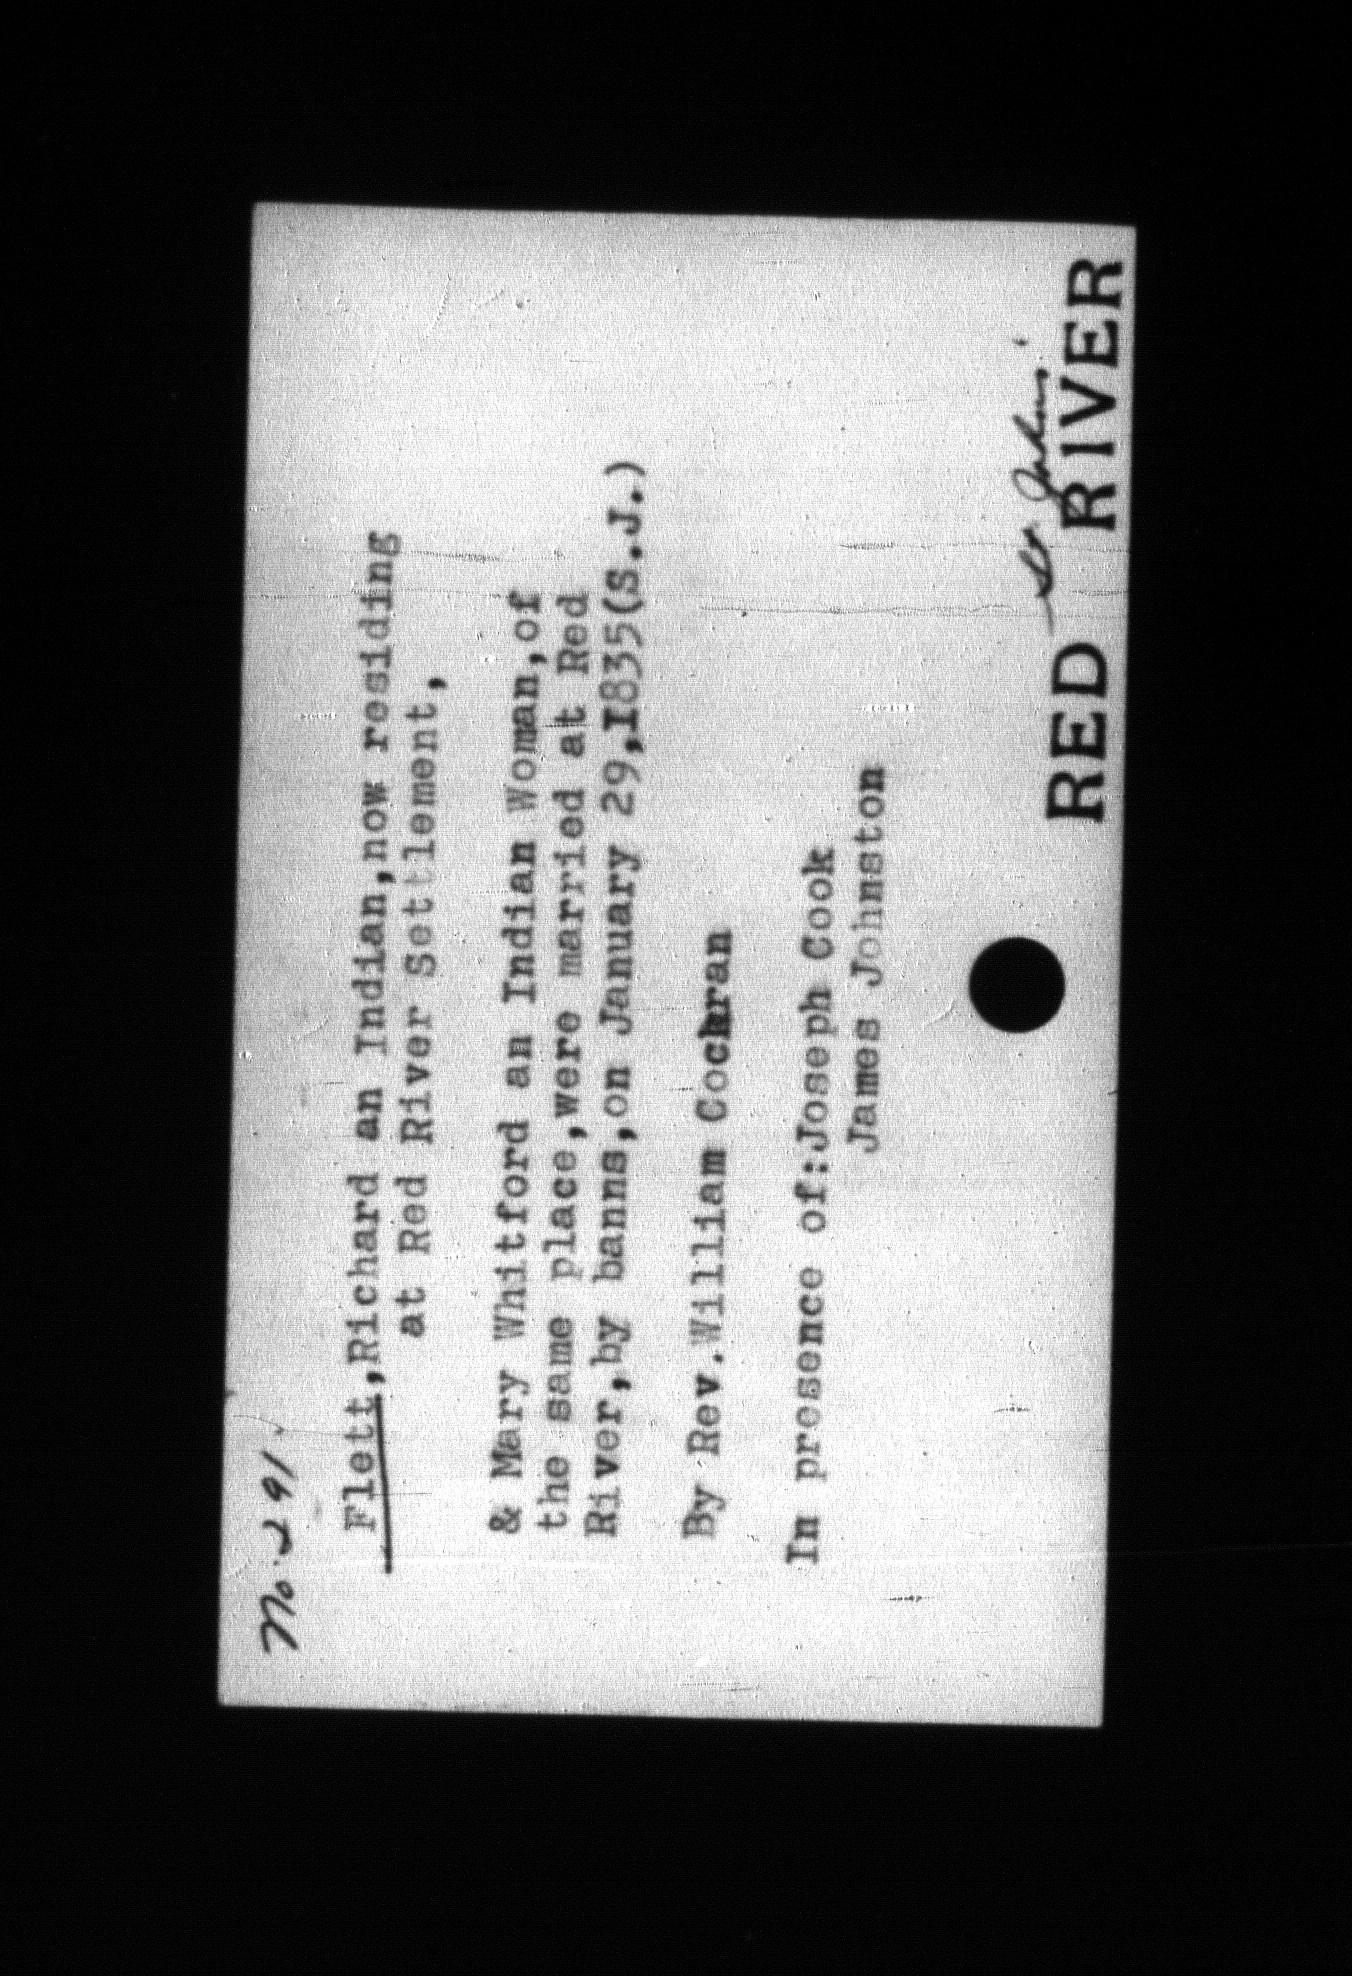 No. 291.
Flett,Richard an Indian,now residing
at Red River Settlement,
& Mary Whitford an Indian Woman,of
the same place,were married at Red
River,by banns,on January 29,I835(S.J.)
By Rev.William Cochran
In presence of:Joseph Cook
James Johnston
St. Johns.
RED RIVER